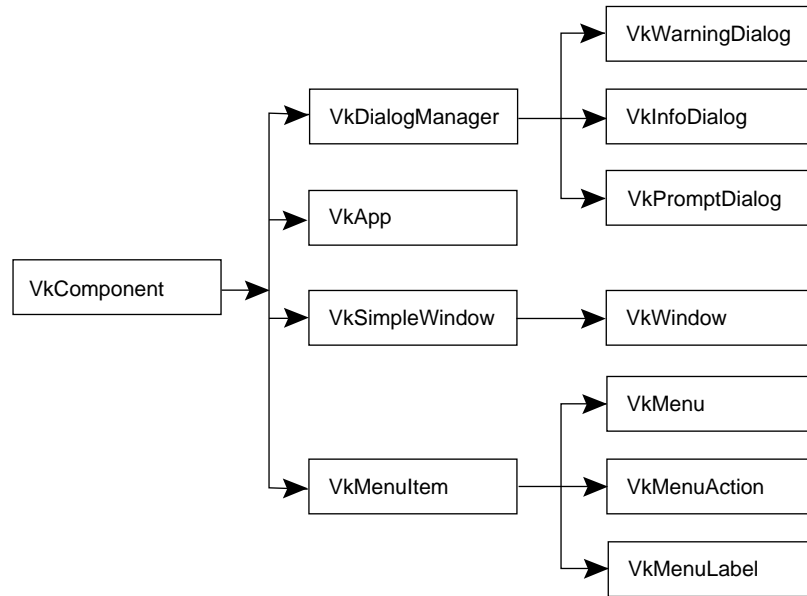 VkWarningDialog
VkDialogManager
VkInfoDialog
VkPromptDialog
VkApp
VkComponent
VkSimpleWindow
VkWindow
VkMenu
VkMenuItem
VkMenuAction
VkMenuLabel